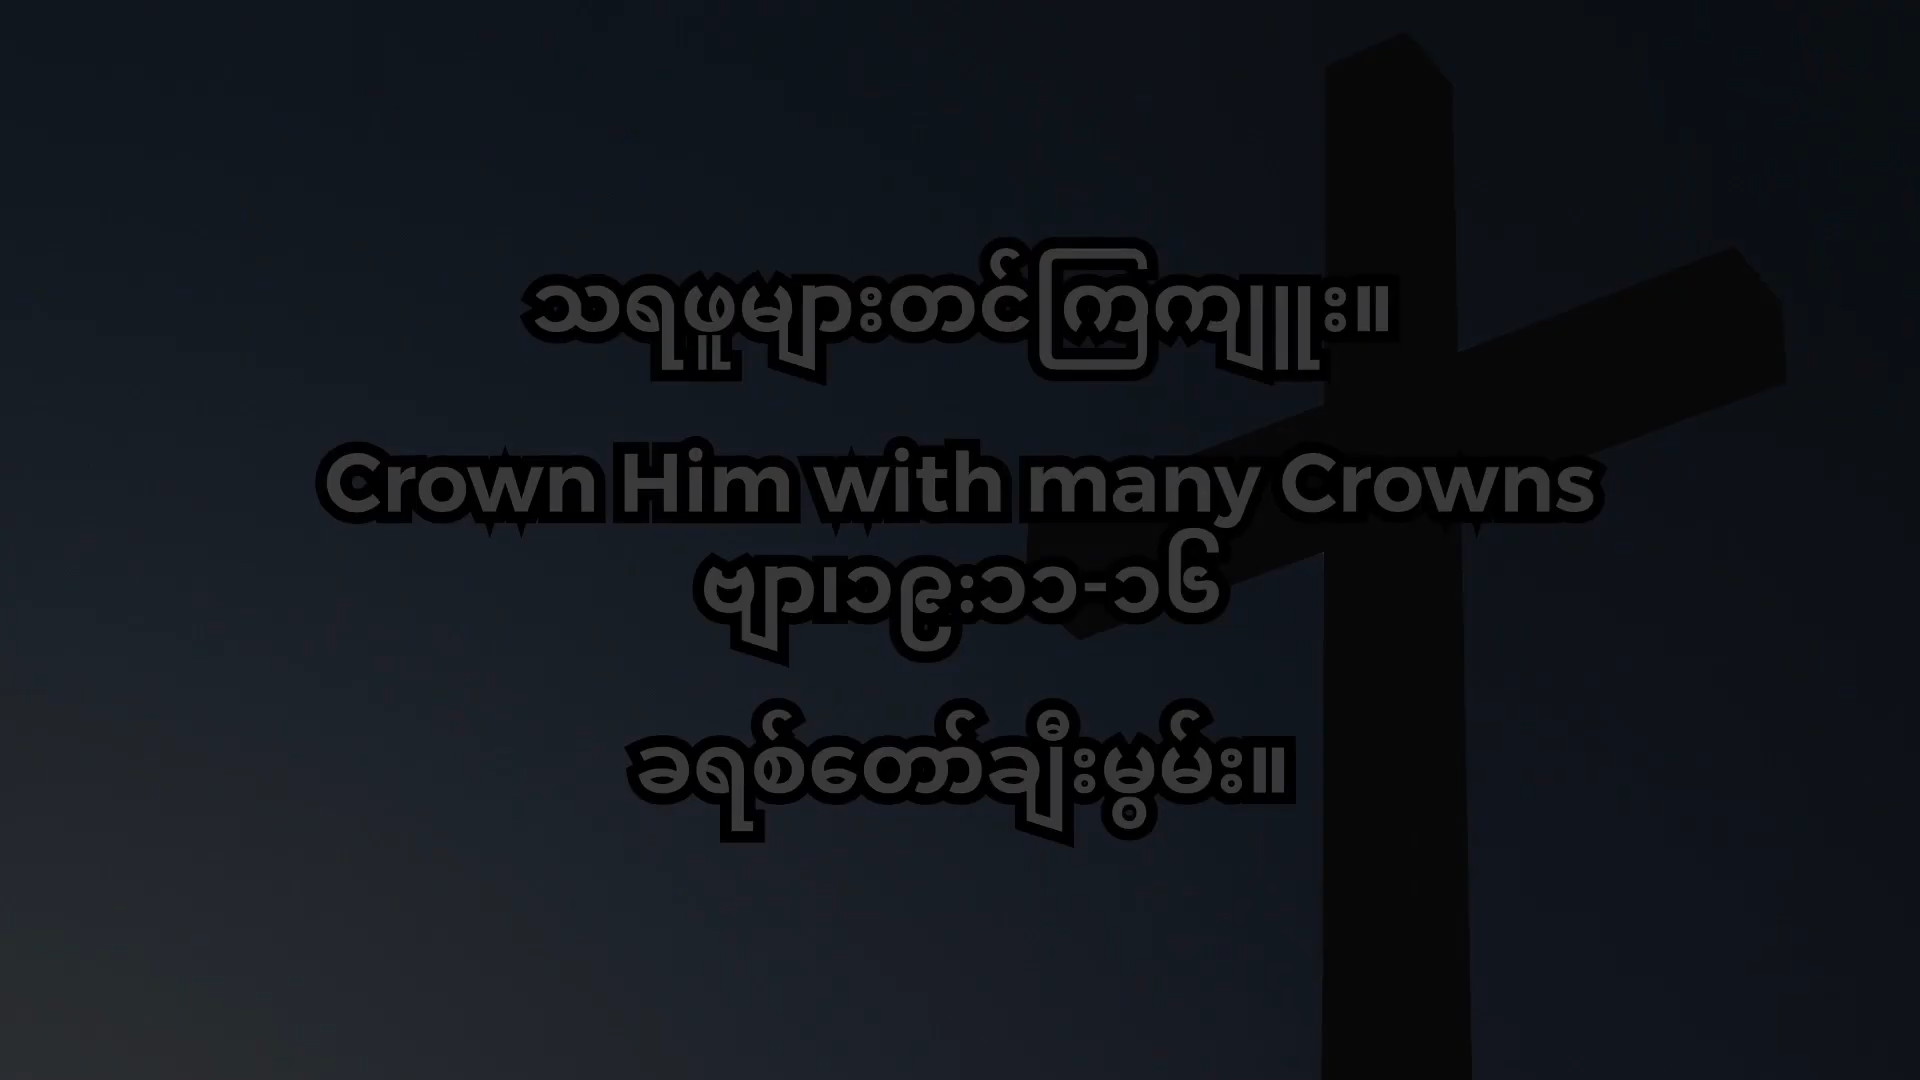 သရဖူများတင်ကြကျူး။
Crown Him with many Crowns
ဗျာ၊၁၉း၁၁-၁၆
ခရစ်တော်ချီးမွမ်း။